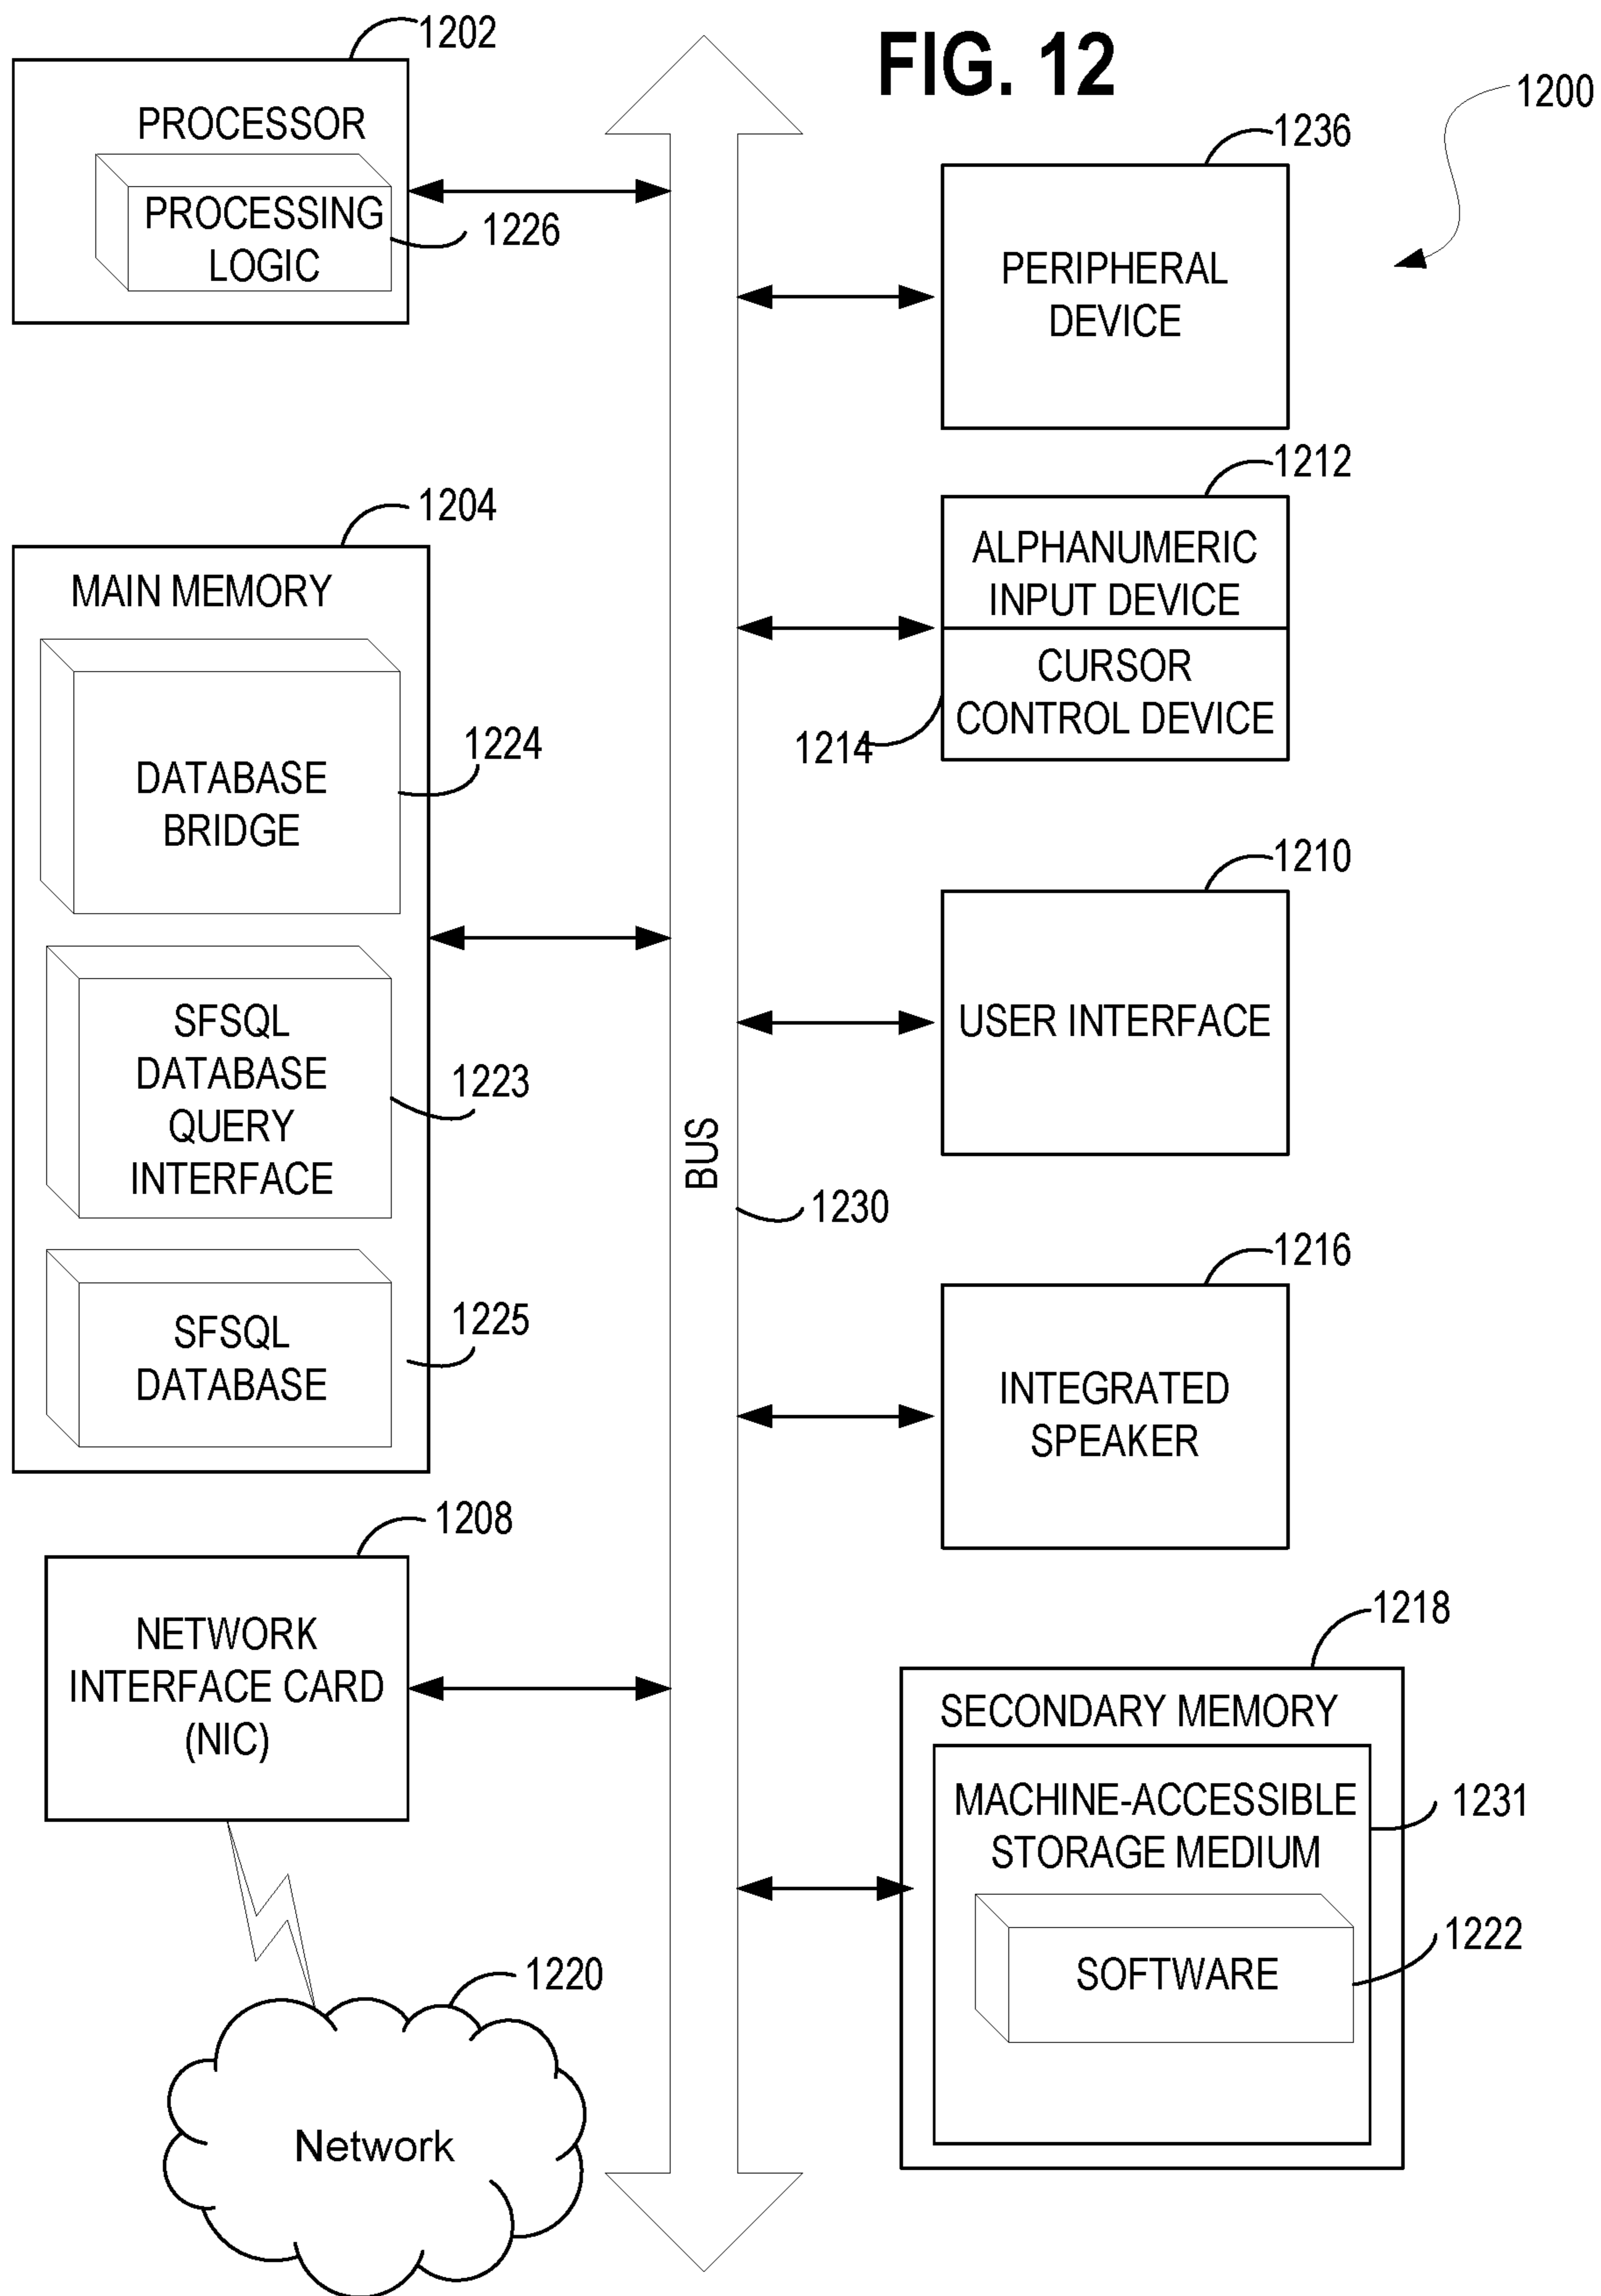 FIG. 12
1200
1202
PROCESSOR
PROCESSING
LOGIC
1226
1204
MAIN MEMORY
DATABASE
BRIDGE
1224
SFSQL
DATABASE
QUERY
INTERFACE
1223
SFSQL
DATABASE
1225
1208
NETWORK
INTERFACE CARD
(NIC)
1220
Network
BUS
1230
1236
PERIPHERAL
DEVICE
1212
ALPHANUMERIC
INPUT DEVICE
CURSOR
CONTROL DEVICE
1214
1210
USER INTERFACE
1216
INTEGRATED
SPEAKER
1218
SECONDARY MEMORY
MACHINE-ACCESSIBLE
STORAGE MEDIUM
1231
SOFTWARE
1222